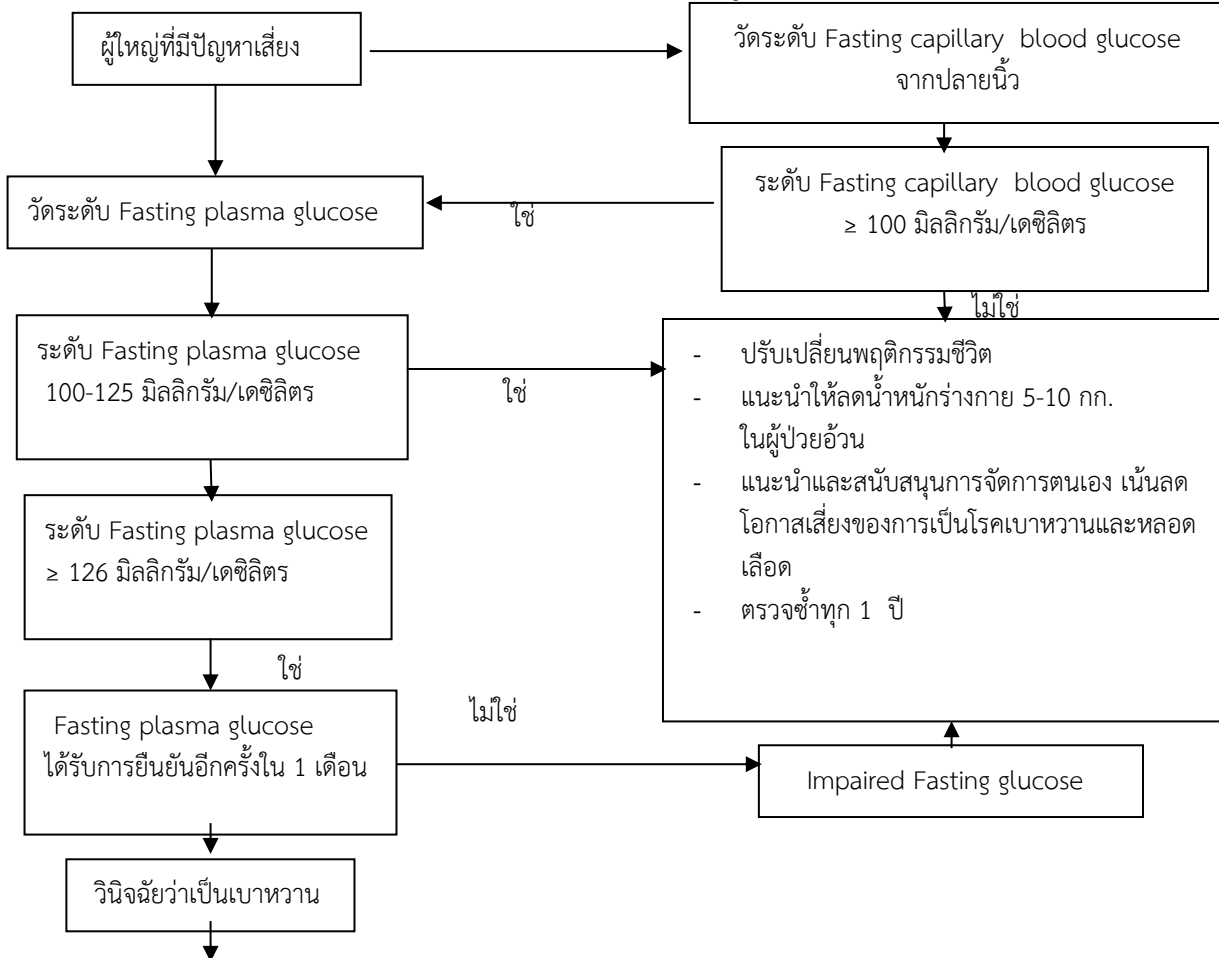 ผู้ใหญ่ที่มีปัญหาเสี่ยง
วัดระดับ Fasting capillary blood glucose
จากปลายนิ้ว
วัดระดับ Fasting plasma glucose
ใช่
ระดับ Fasting capillary blood glucose
≥ 100 มิลลิกรัม/เดซิลิตร
ไม่ใช่
ระดับ Fasting plasma glucose
100-125 มิลลิกรัม/เดซิลิตร
ใช่
- ปรับเปลี่ยนพฤติกรรมชีวิต
- แนะนำให้ลดน้ำหนักร่างกาย 5-10 กก.
ในผู้ป่วยอ้วน
- แนะนำและสนับสนุนการจัดการตนเอง เน้นลด
โอกาสเสี่ยงของการเป็นโรคเบาหวานและหลอด
เลือด
- ตรวจซ้ำทุก 1 ปี
ระดับ Fasting plasma glucose
≥ 126 มิลลิกรัม/เดซิลิตร
ใช่
Fasting plasma glucose
ได้รับการยืนยันอีกครั้งใน 1 เดือน
ไม่ใช่
Impaired Fasting glucose
วินิจฉัยว่าเป็นเบาหวาน